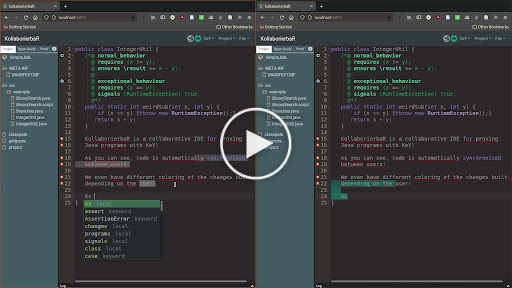 KollaborierbaR
localhost:8080
Getting Started
Other Bookmarks
KollaborierbaR
Project
File
Project
Open Goals
Proof
SimpleJML
META-INF
MANIFESTMF
src
example
BinarySearch.java
BinarySearch.script
Branches.java
IntegerUtil.java
IntegerUtil2.java
.classpath
.gitignore
.project
1 public class IntegerUtil {
2 /*@ normal_behavior
3 @ requires (x != y);
4 @ ensures \result == x - y;
5 @
6 @ exceptional_behaviour
7 @ requires (x == y);
8 @ signals (RuntimeException) true;
9 @*/
10 public static int weirdSub(int x, int y) {
11 if (x == y) {throw new RuntimeException();}
12 return x - y;
13 }
14
15 KollaborierbaR is a collaborative IDE for proving
16 Java programs with KeY!
17
18 As you can see, code is automatically synchronized
19 between users!
20
21 We even have different coloring of the changes built-
22 depending on the user!
23
24 As
25 }
As local
assert keyword
AssertionError keyword
changes local
programs local
signals local
class local
case keyword
Log
KollaborierbaR
localhost:8080
Getting Started
Other Bookmarks
KollaborierbaR
Project
File
Project
Open Goals
Proof
SimpleJML
META-INF
MANIFESTMF
src
example
BinarySearch.java
BinarySearch.script
Branches.java
IntegerUtil.java
IntegerUtil2.java
.classpath
.gitignore
.project
1 public class IntegerUtil {
2 /*@ normal_behavior
3 @ requires (x != y);
4 @ ensures \result == x - y;
5 @
6 @ exceptional_behaviour
7 @ requires (x == y);
8 @ signals (RuntimeException) true;
9 @*/
10 public static int weirdSub(int x, int y) {
11 if (x == y) {throw new RuntimeException();}
12 return x - y;
13 }
14
15 KollaborierbaR is a collaborative IDE for proving
16 Java programs with KeY!
17
18 As you can see, code is automatically synchronized
19 between users!
20
21 We even have different coloring of the changes built-
22 depending on the user!
23
24 As
25 }
Log